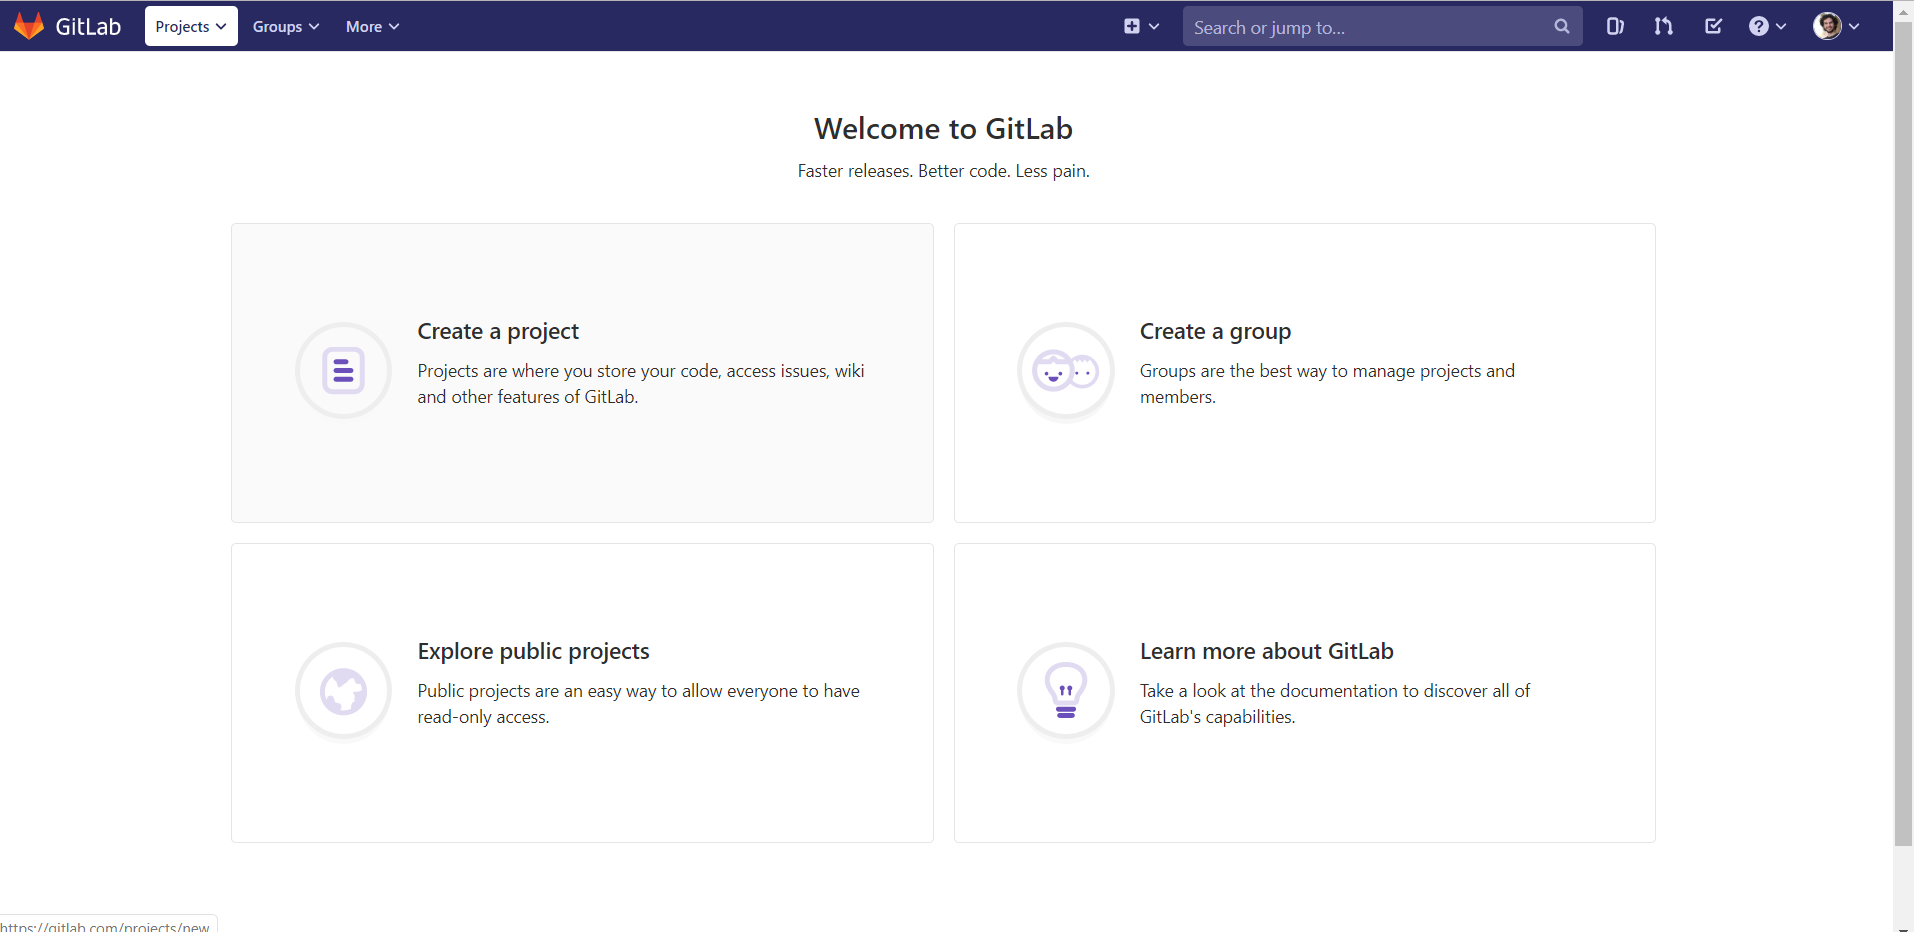 GitLab Projects Groups More Search or jump to...
Welcome to GitLab
Faster releases. Better code. Less pain.
Create a project
Projects are where you store your code, access issues, wiki
and other features of GitLab.
Create a group
Groups are the best way to manage projects and
members.
Explore public projects
Public projects are an easy way to allow everyone to have
read-only access.
Learn more about GitLab
Take a look at the documentation to discover all of
GitLab's capabilities.
https://gitlab.com/projects/new